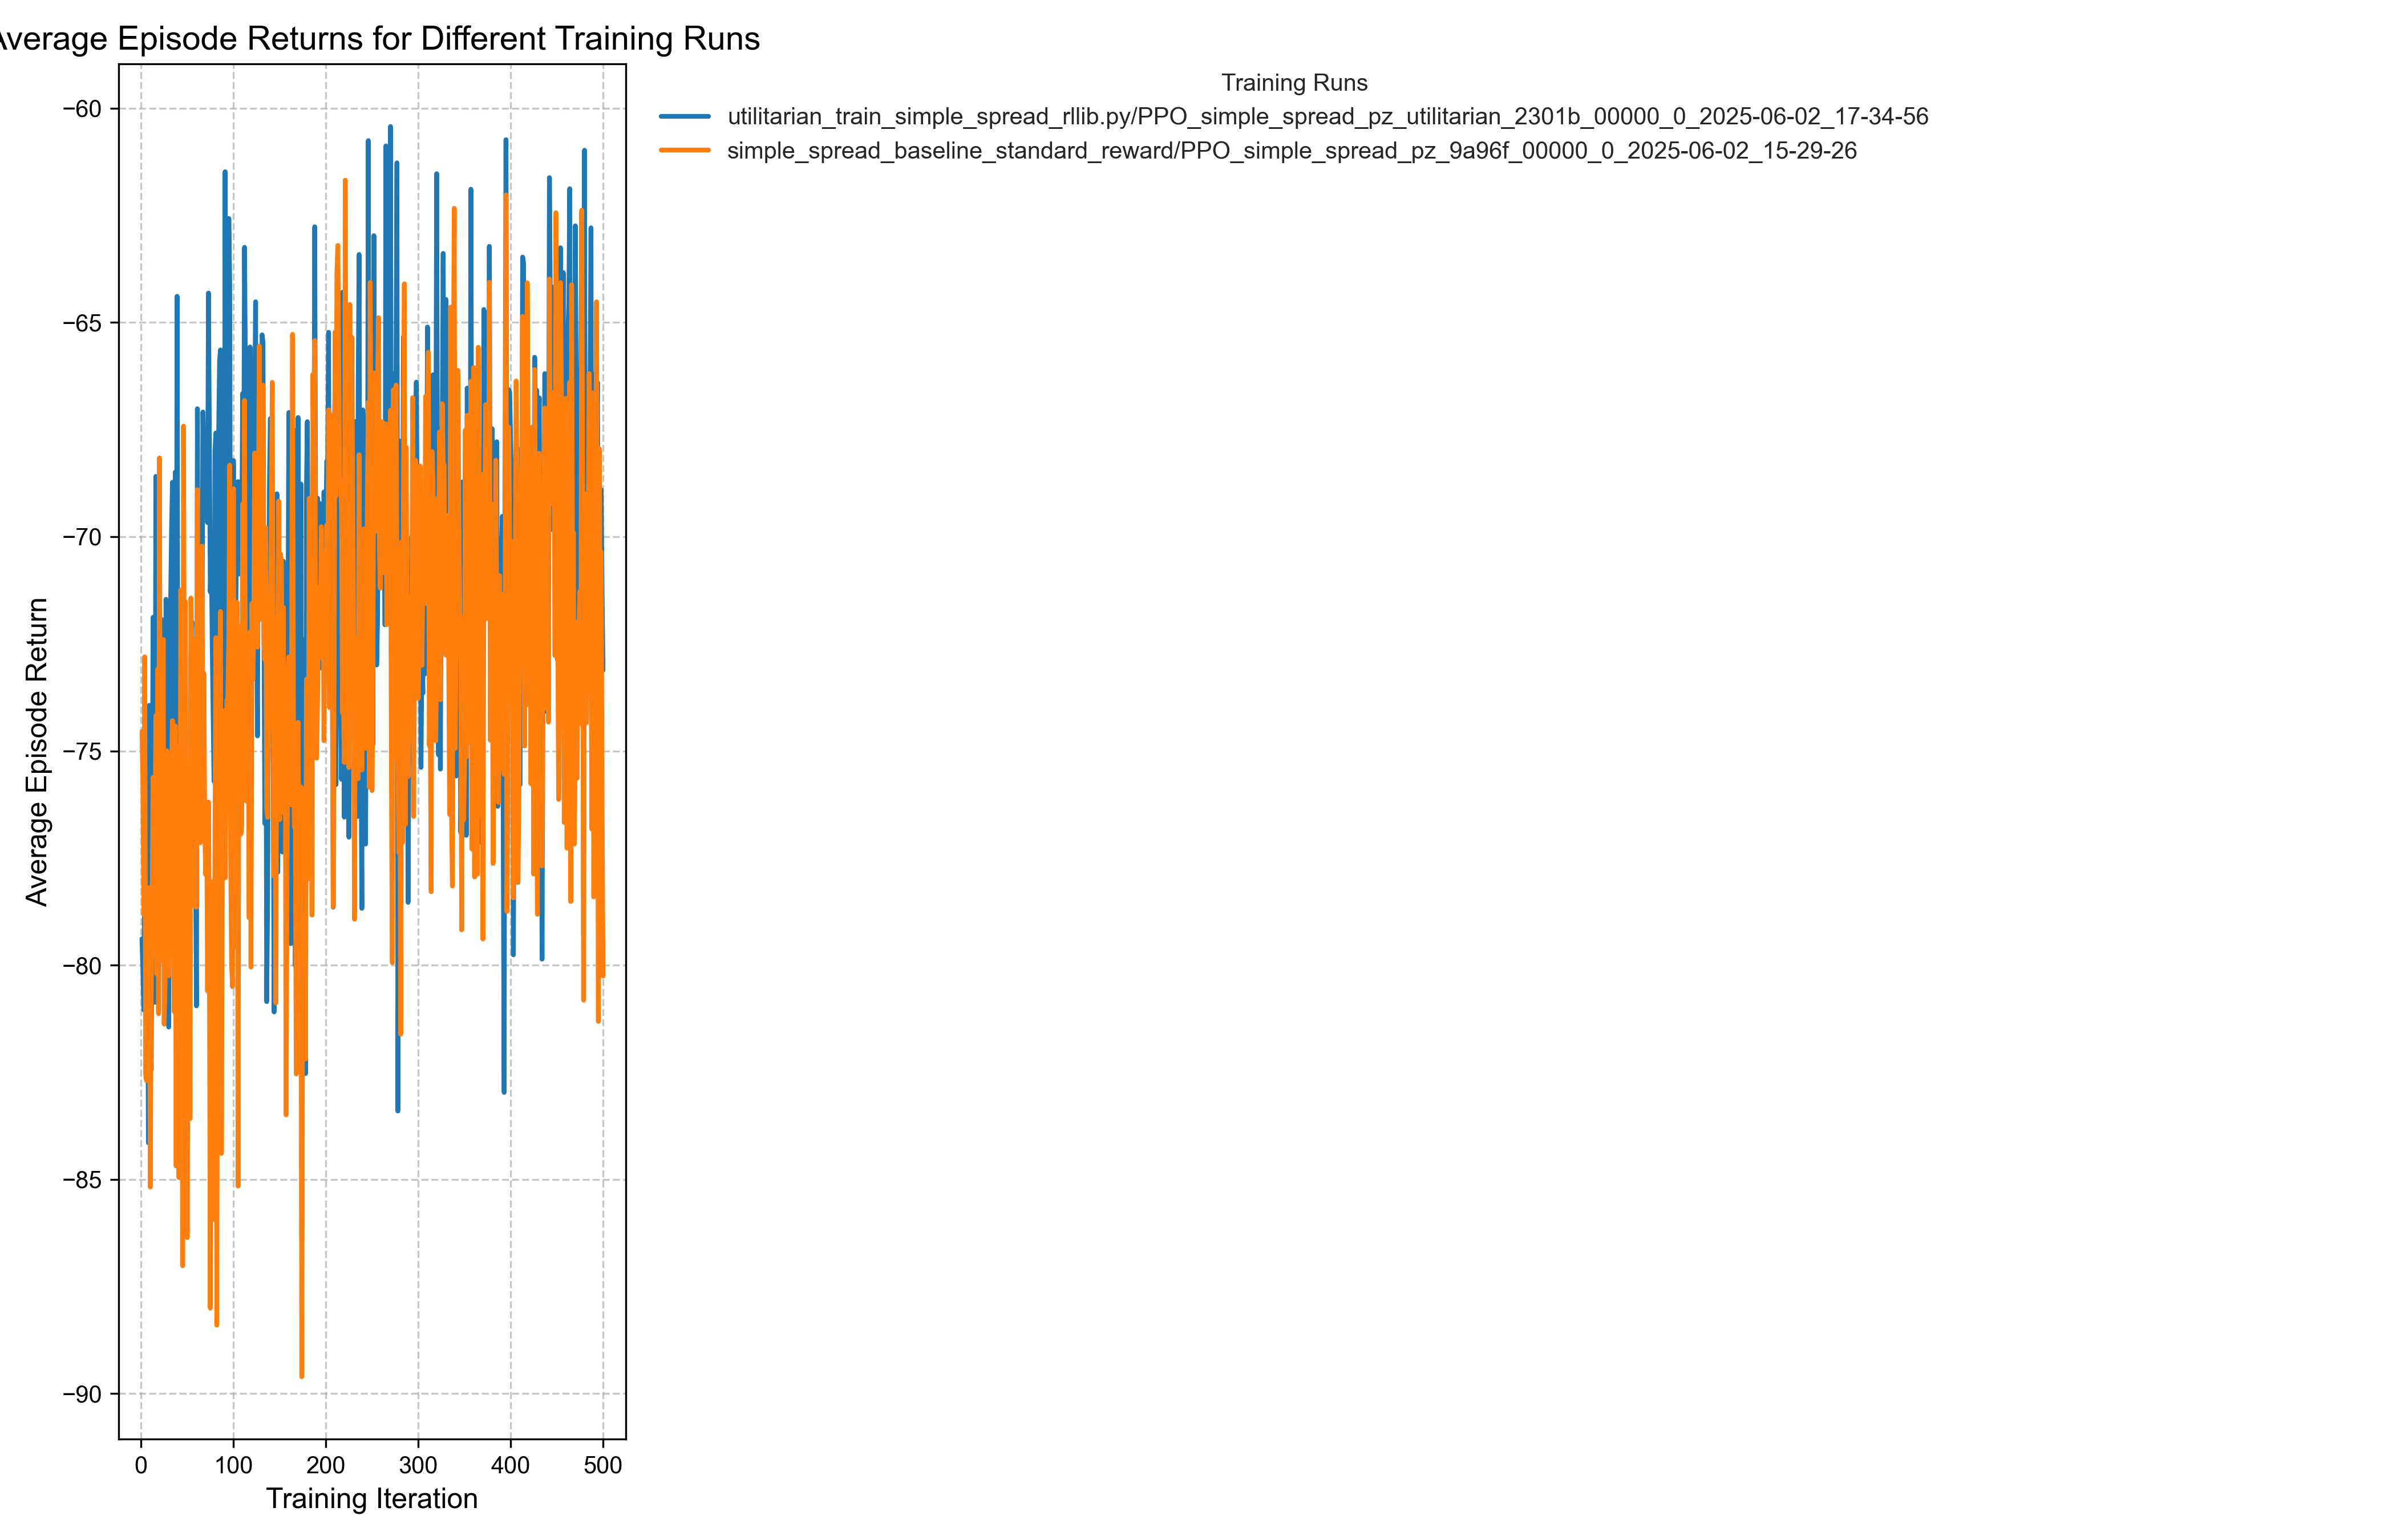 Average Episode Returns for Different Training Runs
Training Runs
utilitarian_train_simple_spread_rllib.py/PPO_simple_spread_pz_utilitarian_2301b_00000_0_2025-06-02_17-34-56
simple_spread_baseline_standard_reward/PPO_simple_spread_pz_9a96f_00000_0_2025-06-02_15-29-26
Average Episode Return
−60
−65
−70
−75
−80
−85
−90
0 100 200 300 400 500
Training Iteration